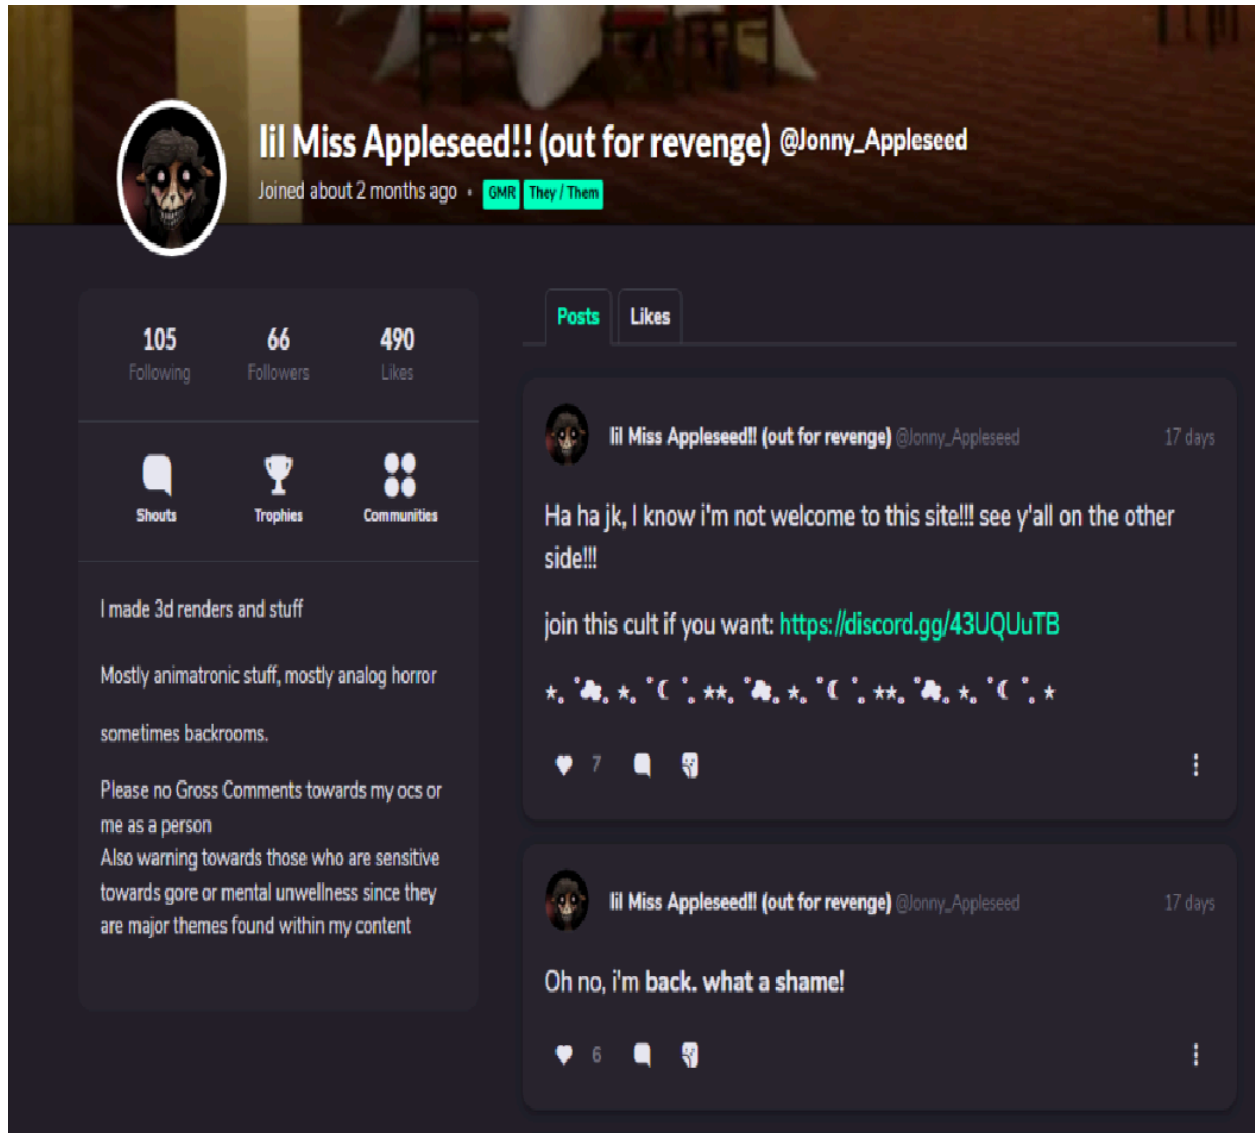 lil Miss Appleseed!! (out for revenge) @Jonny_Appleseed
Joined about 2 months ago • GMR They / Them
105 66 490
Following Followers Likes
Shouts Trophies Communities
I made 3d renders and stuff
Mostly animatronic stuff, mostly analog horror
sometimes backrooms.
Please no Gross Comments towards my ocs or
me as a person
Also warning towards those who are sensitive
towards gore or mental unwellness since they
are major themes found within my content
Posts Likes
lil Miss Appleseed!! (out for revenge) @Jonny_Appleseed 17 days
Ha ha jk, I know i'm not welcome to this site!!! see y'all on the other
side!!!
join this cult if you want: https://discord.gg/43UQUuTB
⋆｡˚☁︎｡⋆｡˚☾˚｡⋆⋆｡˚☁︎｡⋆｡˚☾˚｡⋆⋆｡˚☁︎｡⋆｡˚☾˚｡⋆
7
lil Miss Appleseed!! (out for revenge) @Jonny_Appleseed 17 days
Oh no, i'm back. what a shame!
6